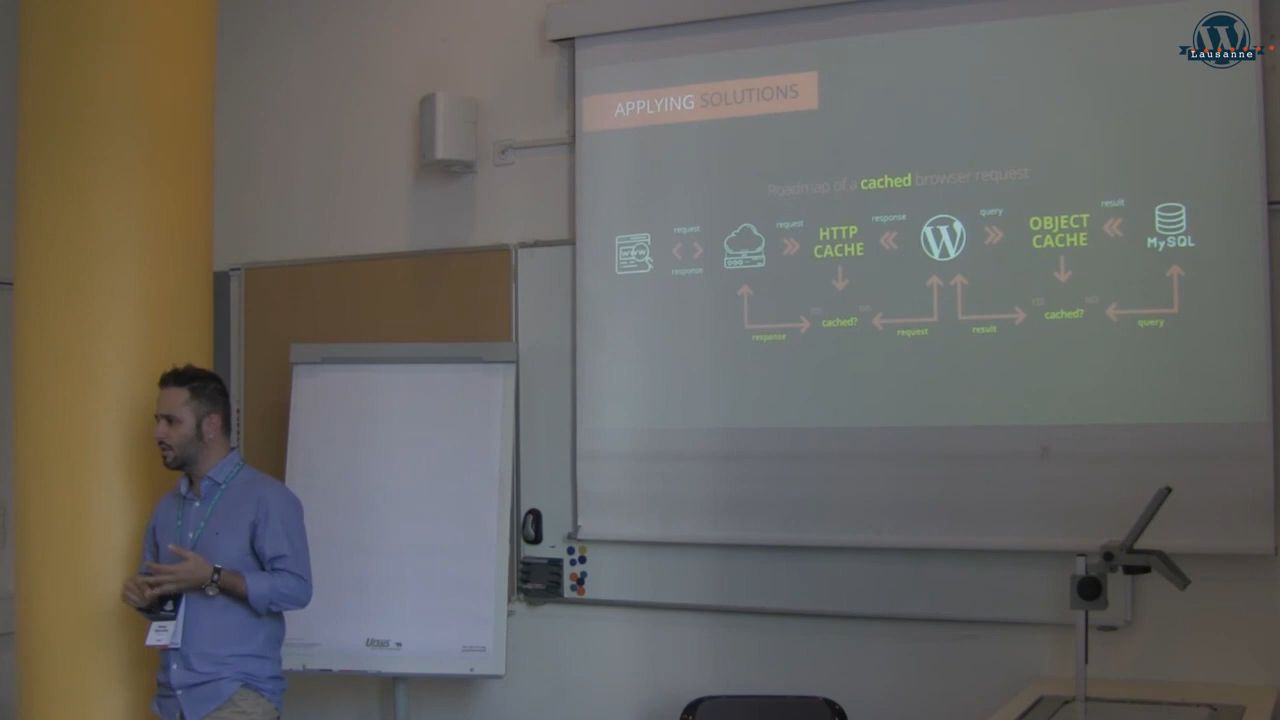 Lausanne
APPLYING SOLUTIONS
Roadmap of a cached browser request
request
response
request
HTTP CACHE
response
query
OBJECT CACHE
result
MySQL
cached?
cached?
response
request
result
query
Ursus